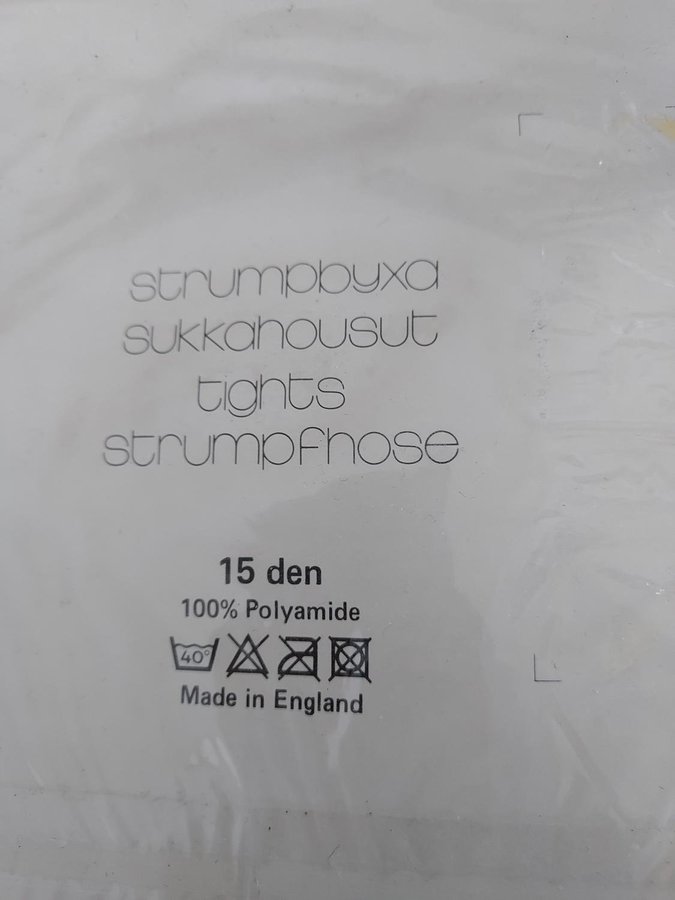 strumpbyxa
sukkahousut
tights
strumpfhose
15 den
100% Polyamide
40°
Made in England